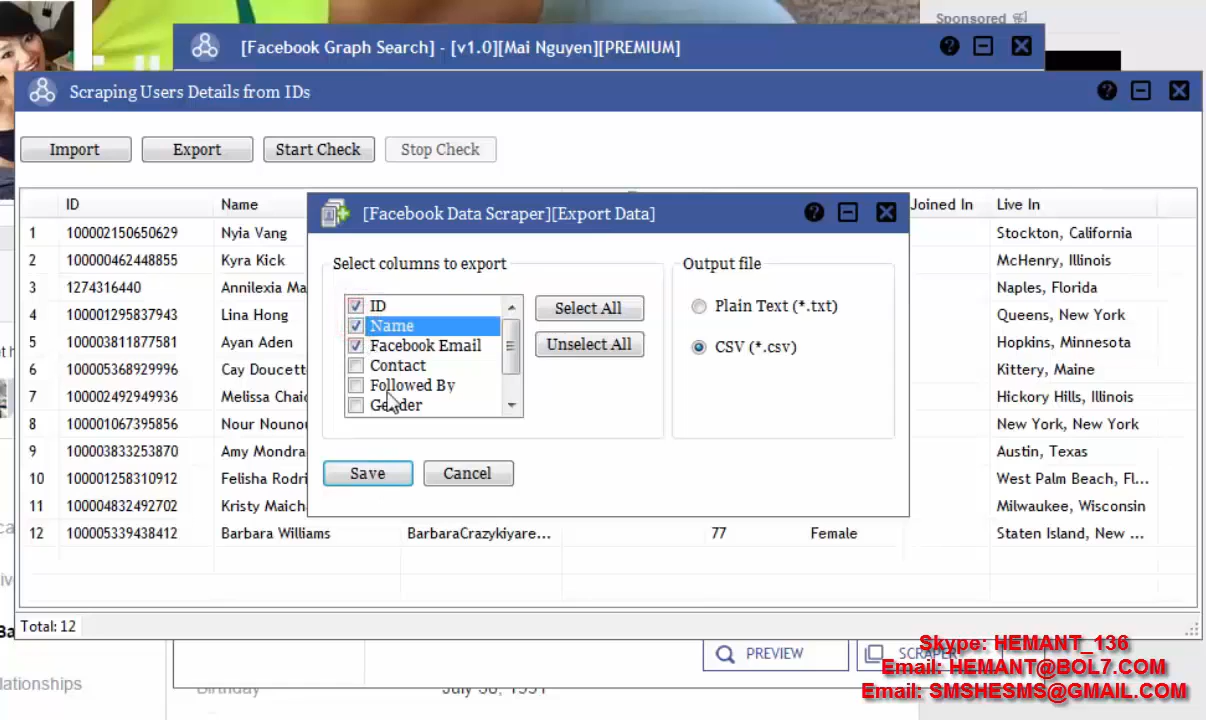 Sponsored
[Facebook Graph Search] - [v1.0][Mai Nguyen][PREMIUM]
Scraping Users Details from IDs
Import
Export
Start Check
Stop Check
ID
Name
Joined In
Live In
1 100002150650629 Nyia Vang Stockton, California
2 100000462448855 Kyra Kick McHenry, Illinois
3 1274316440 Annilexia Ma Naples, Florida
4 100001295837943 Lina Hong Queens, New York
5 100003811877581 Ayan Aden Hopkins, Minnesota
6 100005368929996 Cay Doucett Kittery, Maine
7 100002492949936 Melissa Chaid Hickory Hills, Illinois
8 100001067395856 Nour Nouno New York, New York
9 100003833253870 Amy Mondra Austin, Texas
10 100001258310912 Felisha Rodri West Palm Beach, Fl...
11 100004832492702 Kristy Maich Milwaukee, Wisconsin
12 100005339438412 Barbara Williams BarbaraCrazykiyare... 77 Female Staten Island, New ...
[Facebook Data Scraper][Export Data]
Select columns to export
ID
Name
Facebook Email
Contact
Followed By
Gender
Select All
Unselect All
Output file
Plain Text (*.txt)
CSV (*.csv)
Save
Cancel
Total: 12
PREVIEW
SCRAPER
lationships
Birthday
Skype: HEMANT_136
Email: HEMANT@BOL7.COM
Email: SMSHESMS@GMAIL.COM